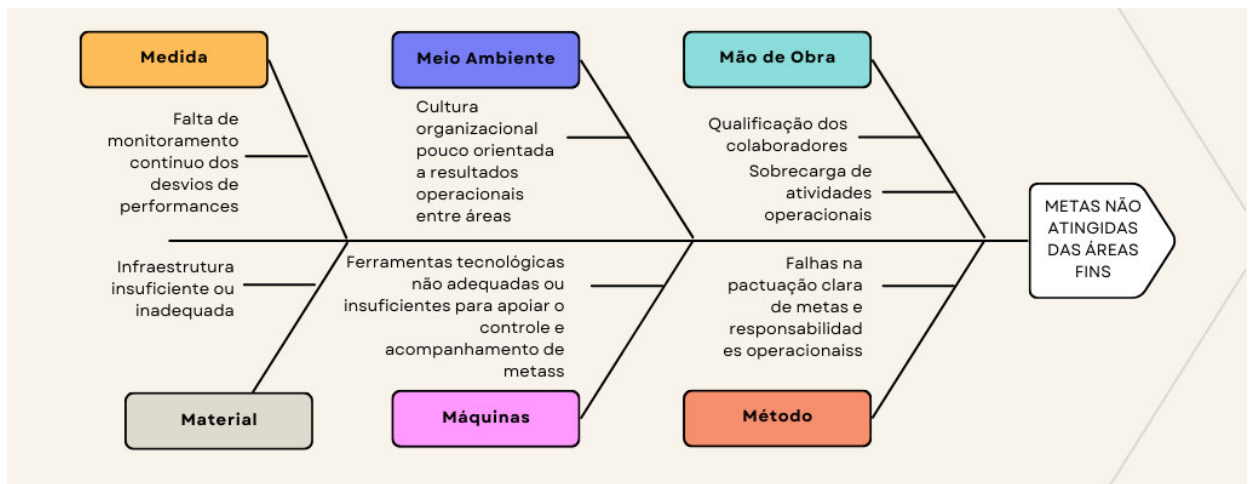 Medida
Falta de
monitoramento
contínuo dos
desvios de
performances
Meio Ambiente
Cultura
organizacional
pouco orientada
a resultados
operacionais
entre áreas
Mão de Obra
Qualificação dos
colaboradores
Sobrecarga de
atividades
operacionais
METAS NÃO
ATINGIDAS
DAS ÁREAS
FINS
Infraestrutura
insuficiente ou
inadequada
Material
Ferramentas tecnológicas
não adequadas ou
insuficientes para apoiar o
controle e
acompanhamento de
metass
Máquinas
Falhas na
pactuação clara
de metas e
responsabilidad
es operacionaiss
Método